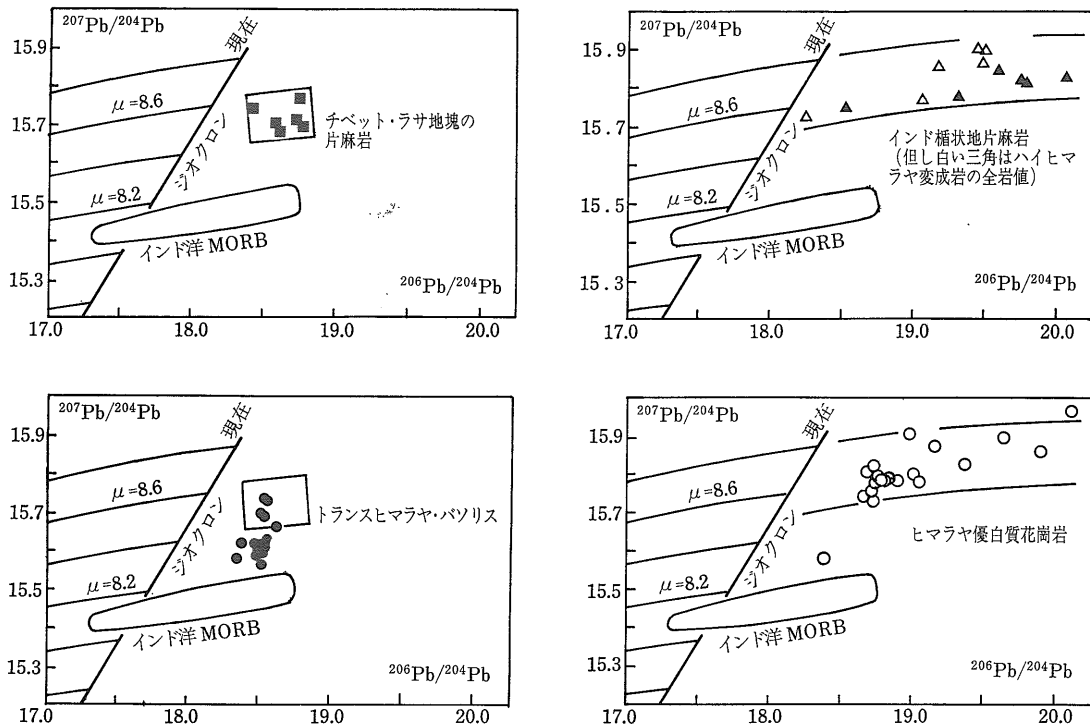 ²⁰⁷Pb/²⁰⁴Pb
現在
15.9
μ=8.6
15.7
ジオクロン
チベット・ラサ地塊の
片麻岩
μ=8.2
15.5
インド洋 MORB
15.3
²⁰⁶Pb/²⁰⁴Pb
17.0 18.0 19.0 20.0
²⁰⁷Pb/²⁰⁴Pb
現在
15.9
μ=8.6
15.7
ジオクロン
インド楯状地片麻岩
(但し白い三角はハイヒマ
ラヤ変成岩の全岩値)
μ=8.2
15.5
インド洋 MORB
15.3
²⁰⁶Pb/²⁰⁴Pb
17.0 18.0 19.0 20.0
²⁰⁷Pb/²⁰⁴Pb
現在
15.9
μ=8.6
15.7
ジオクロン
トランスヒマラヤ・バソリス
μ=8.2
15.5
インド洋 MORB
15.3
²⁰⁶Pb/²⁰⁴Pb
17.0 18.0 19.0 20.0
²⁰⁷Pb/²⁰⁴Pb
現在
15.9
μ=8.6
15.7
ジオクロン
ヒマラヤ優白質花崗岩
μ=8.2
15.5
インド洋 MORB
15.3
²⁰⁶Pb/²⁰⁴Pb
17.0 18.0 19.0 20.0